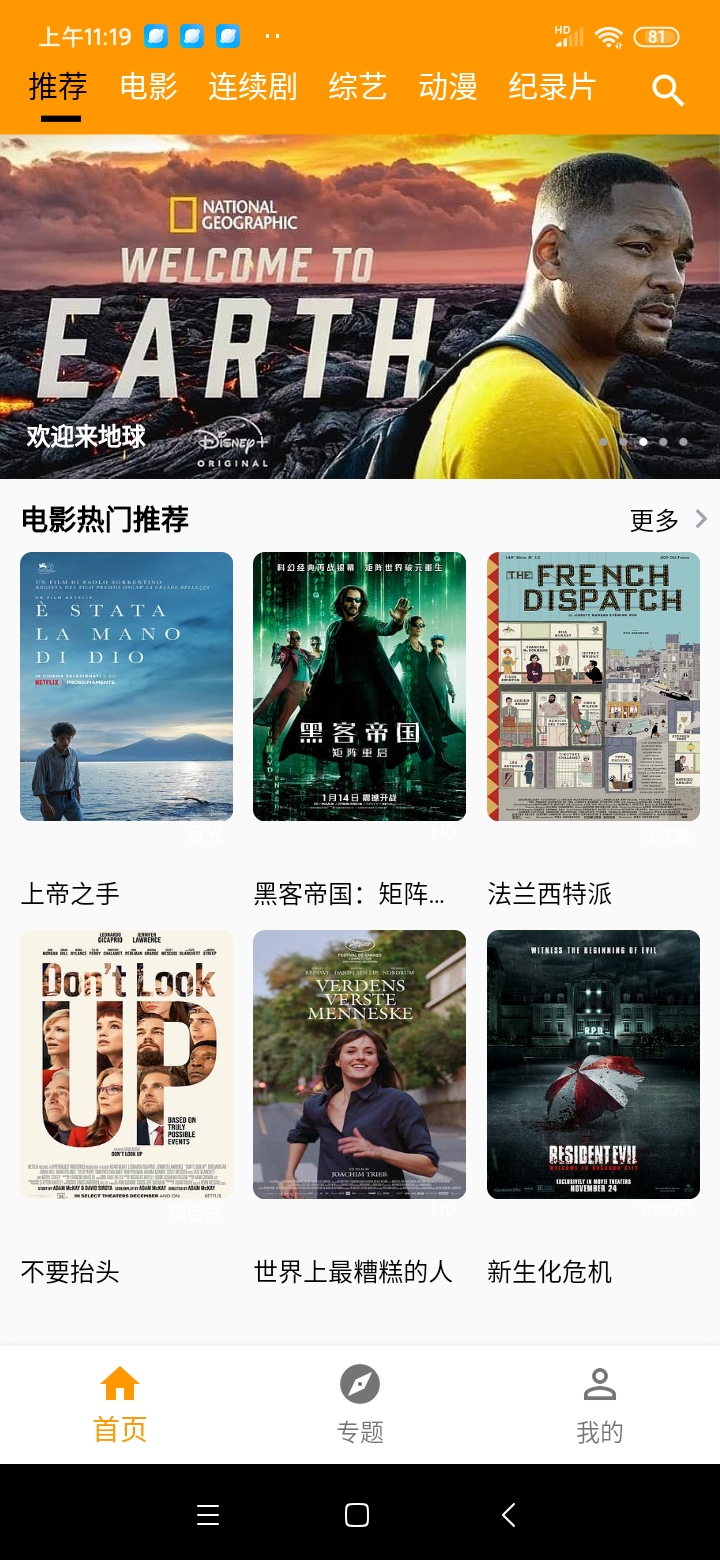 上午11:19
HD
81
推荐 电影 连续剧 综艺 动漫 纪录片
NATIONAL
GEOGRAPHIC
WELCOME TO
EARTH
欢迎来地球
Disney+
ORIGINAL
电影热门推荐
更多
UN FILM DI PAOLO SORRENTINO
È STATA
LA MANO
DI DIO
NETFLIX PROSSIMAMENTE
科幻经典再战银幕 矩阵世界破元重生
黑客帝国
矩阵重启
1月14日 震撼开战
THE FRENCH
DISPATCH
HD
上帝之手
黑客帝国：矩阵...
法兰西特派
LEONARDO DICAPRIO
JENNIFER LAWRENCE
Don't Look
UP
BASED ON
TRULY
POSSIBLE
EVENTS
DON'T LOOK UP
IN SELECT THEATERS DECEMBER AND ON NETFLIX
FESTIVAL DE CANNES
VERDENS
VERSTE
MENNESKE
JOACHIM TRIER
WITNESS THE BEGINNING OF EVIL
R.P.D.
RESIDENT EVIL
WELCOME TO RACCOON CITY
EXCLUSIVELY IN MOVIE THEATERS
NOVEMBER 24
预告片
HD
1080P
不要抬头
世界上最糟糕的人
新生化危机
首页
专题
我的